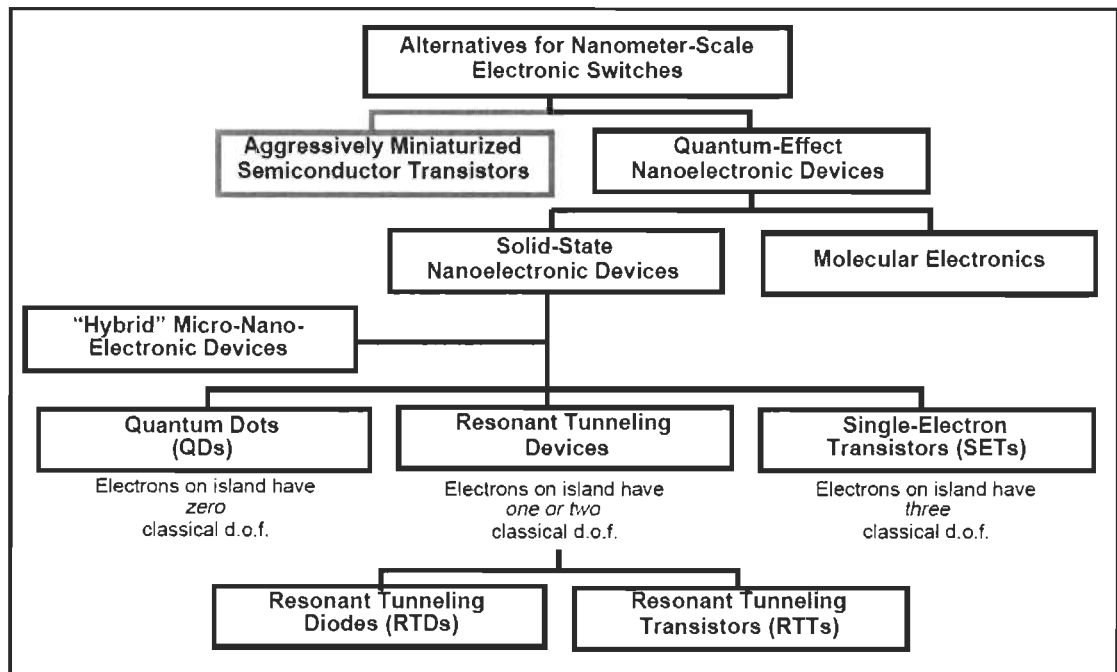 Alternatives for Nanometer-Scale
Electronic Switches
Aggressively Miniaturized
Semiconductor Transistors
Quantum-Effect
Nanoelectronic Devices
Solid-State
Nanoelectronic Devices
Molecular Electronics
“Hybrid” Micro-Nano-
Electronic Devices
Quantum Dots
(QDs)
Electrons on island have
zero
classical d.o.f.
Resonant Tunneling
Devices
Electrons on island have
one or two
classical d.o.f.
Single-Electron
Transistors (SETs)
Electrons on island have
three
classical d.o.f.
Resonant Tunneling
Diodes (RTDs)
Resonant Tunneling
Transistors (RTTs)